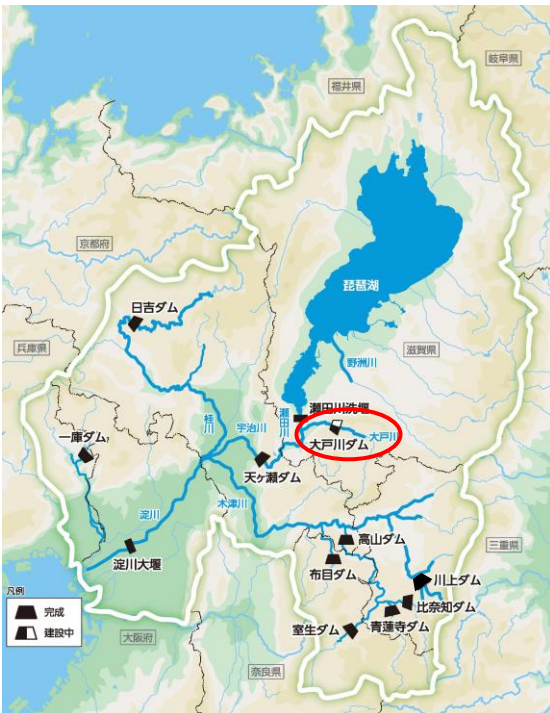 岐阜県
福井県
京都府
琵琶湖
日吉ダム
兵庫県
滋賀県
野洲川
瀬田川洗堰
瀬田川
桂川
宇治川
大戸川
大戸川ダム
一庫ダム
天ヶ瀬ダム
淀川
木津川
高山ダム
淀川大堰
布目ダム
三重県
川上ダム
凡例
完成
建設中
比奈知ダム
青蓮寺ダム
室生ダム
大阪府
奈良県